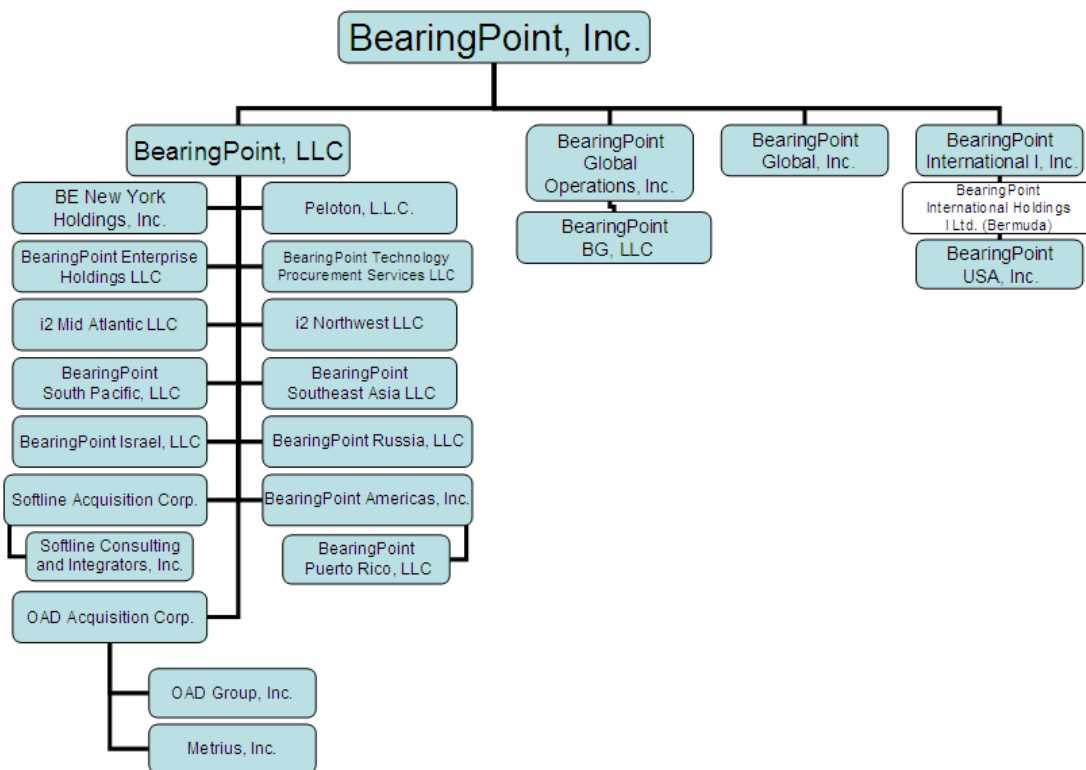 BearingPoint, Inc.
BearingPoint, LLC
BearingPoint
Global
Operations, Inc.
BearingPoint
Global, Inc.
BearingPoint
International I, Inc.
BE New York
Holdings, Inc.
Peloton, L.L.C.
BearingPoint
BG, LLC
BearingPoint
International Holdings
I Ltd. (Bermuda)
BearingPoint Enterprise
Holdings LLC
BearingPoint Technology
Procurement Services LLC
BearingPoint
USA, Inc.
i2 Mid Atlantic LLC
i2 Northwest LLC
BearingPoint
South Pacific, LLC
BearingPoint
Southeast Asia LLC
BearingPoint Israel, LLC
BearingPoint Russia, LLC
Softline Acquisition Corp.
BearingPoint Americas, Inc.
Softline Consulting
and Integrators, Inc.
BearingPoint
Puerto Rico, LLC
OAD Acquisition Corp.
OAD Group, Inc.
Metrius, Inc.